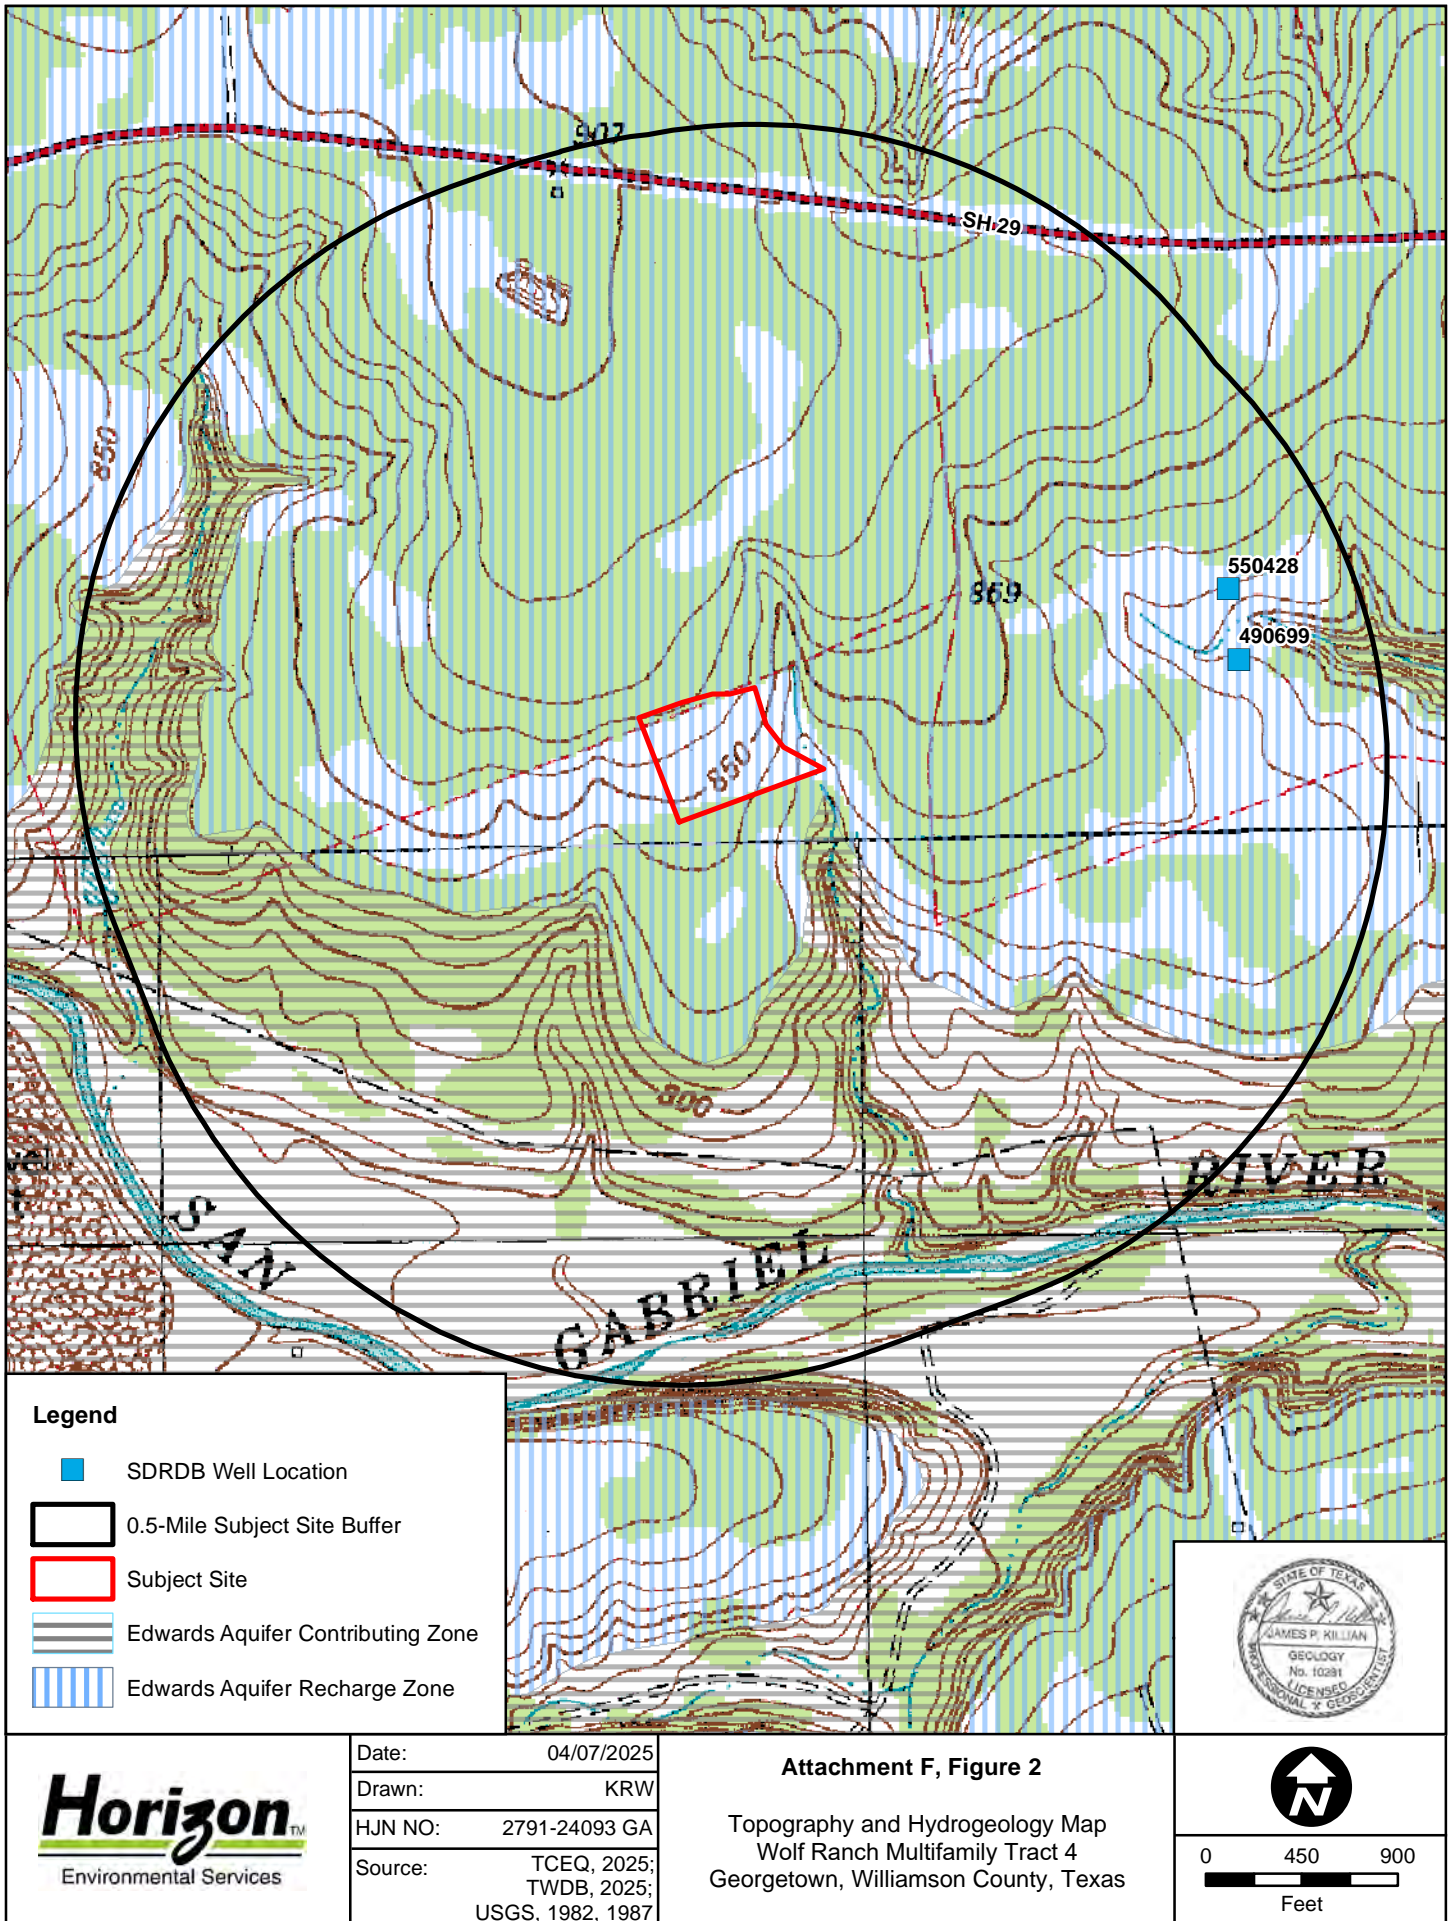 907
SH 29
850
550428
869
490699
850
800
RIVER
SAN
GABRIEL
Legend
SDRDB Well Location
0.5-Mile Subject Site Buffer
Subject Site
Edwards Aquifer Contributing Zone
Edwards Aquifer Recharge Zone
STATE OF TEXAS
JAMES P. KILLIAN
GEOLOGY
No. 10281
LICENSED
PROFESSIONAL GEOSCIENTIST
Horizon TM
Environmental Services
Date: 04/07/2025
Drawn: KRW
HJN NO: 2791-24093 GA
Source: TCEQ, 2025;
TWDB, 2025;
USGS, 1982, 1987
Attachment F, Figure 2
Topography and Hydrogeology Map
Wolf Ranch Multifamily Tract 4
Georgetown, Williamson County, Texas
N
0 450 900
Feet